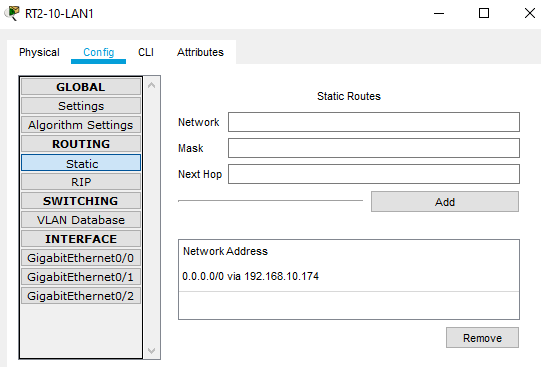 RT2-10-LAN1
Physical Config CLI Attributes
GLOBAL
Settings
Algorithm Settings
ROUTING
Static
RIP
SWITCHING
VLAN Database
INTERFACE
GigabitEthernet0/0
GigabitEthernet0/1
GigabitEthernet0/2
Static Routes
Network
Mask
Next Hop
Add
Network Address
0.0.0.0/0 via 192.168.10.174
Remove